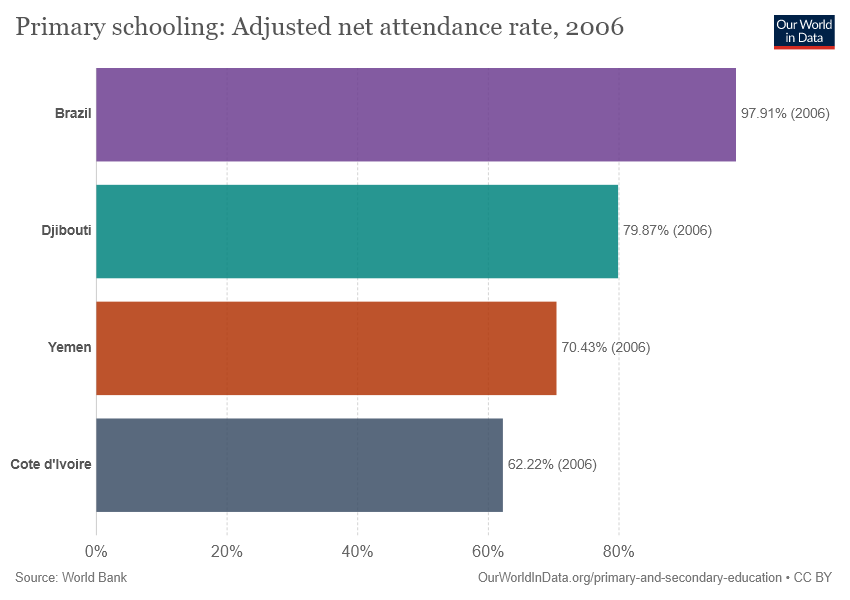 Primary schooling: Adjusted net attendance rate, 2006
Our World
in Data
Brazil
97.91% (2006)
Djibouti
79.87% (2006)
Yemen
70.43% (2006)
Cote d'Ivoire
62.22% (2006)
0%
20%
40%
60%
80%
Source: World Bank
OurWorldInData.org/primary-and-secondary-education • CC BY